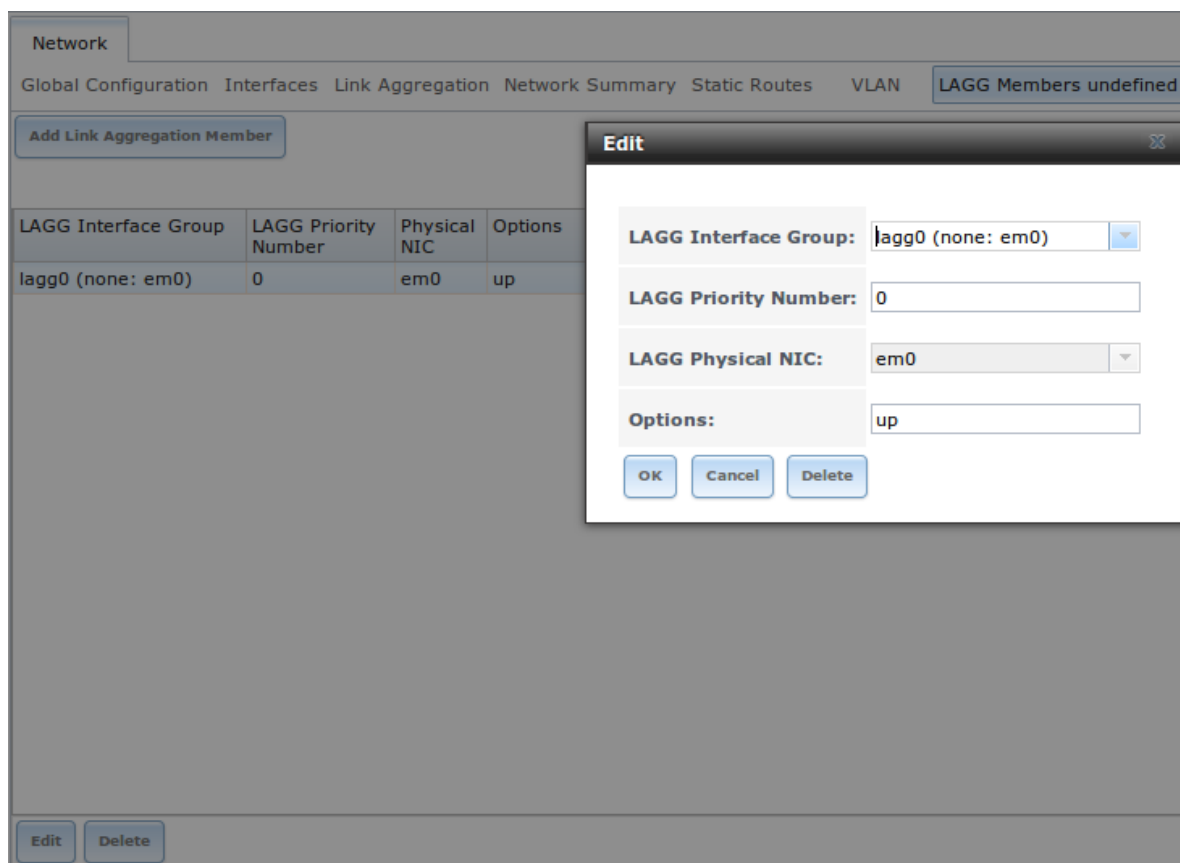 Network
Global Configuration Interfaces Link Aggregation Network Summary Static Routes VLAN LAGG Members undefined
Add Link Aggregation Member
LAGG Interface Group LAGG Priority Number Physical NIC Options
lagg0 (none: em0) 0 em0 up
Edit
LAGG Interface Group: lagg0 (none: em0)
LAGG Priority Number: 0
LAGG Physical NIC: em0
Options: up
OK Cancel Delete
Edit Delete